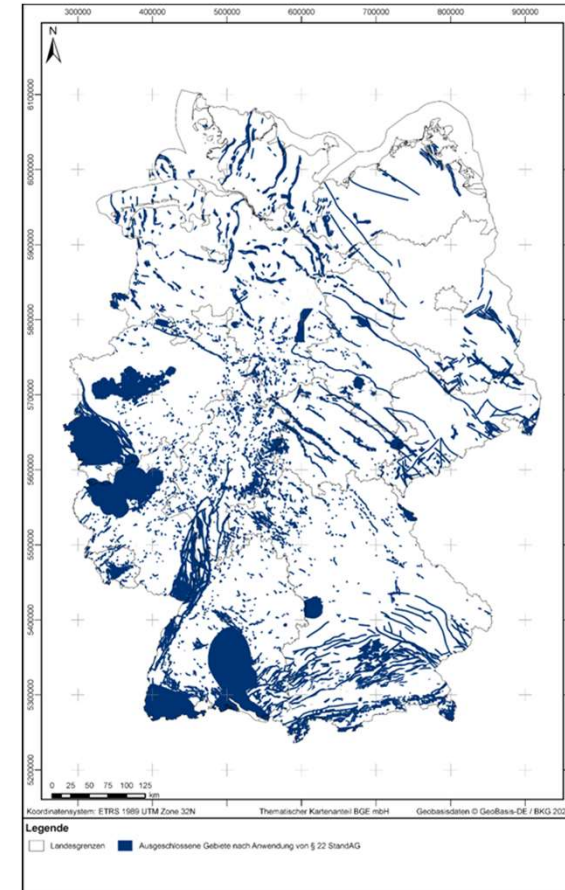 300000 400000 500000 600000 700000 800000 900000
N
6100000
6000000
5900000
5800000
5700000
5600000
5500000
5400000
5300000
5200000
0 25 50 75 100 125
km
Koordinatensystem: ETRS 1989 UTM Zone 32N Thematischer Kartenanteil BGE mbH Geobasisdaten © GeoBasis-DE / BKG 202
Legende
Landesgrenzen Ausgeschlossene Gebiete nach Anwendung von § 22 StandAG